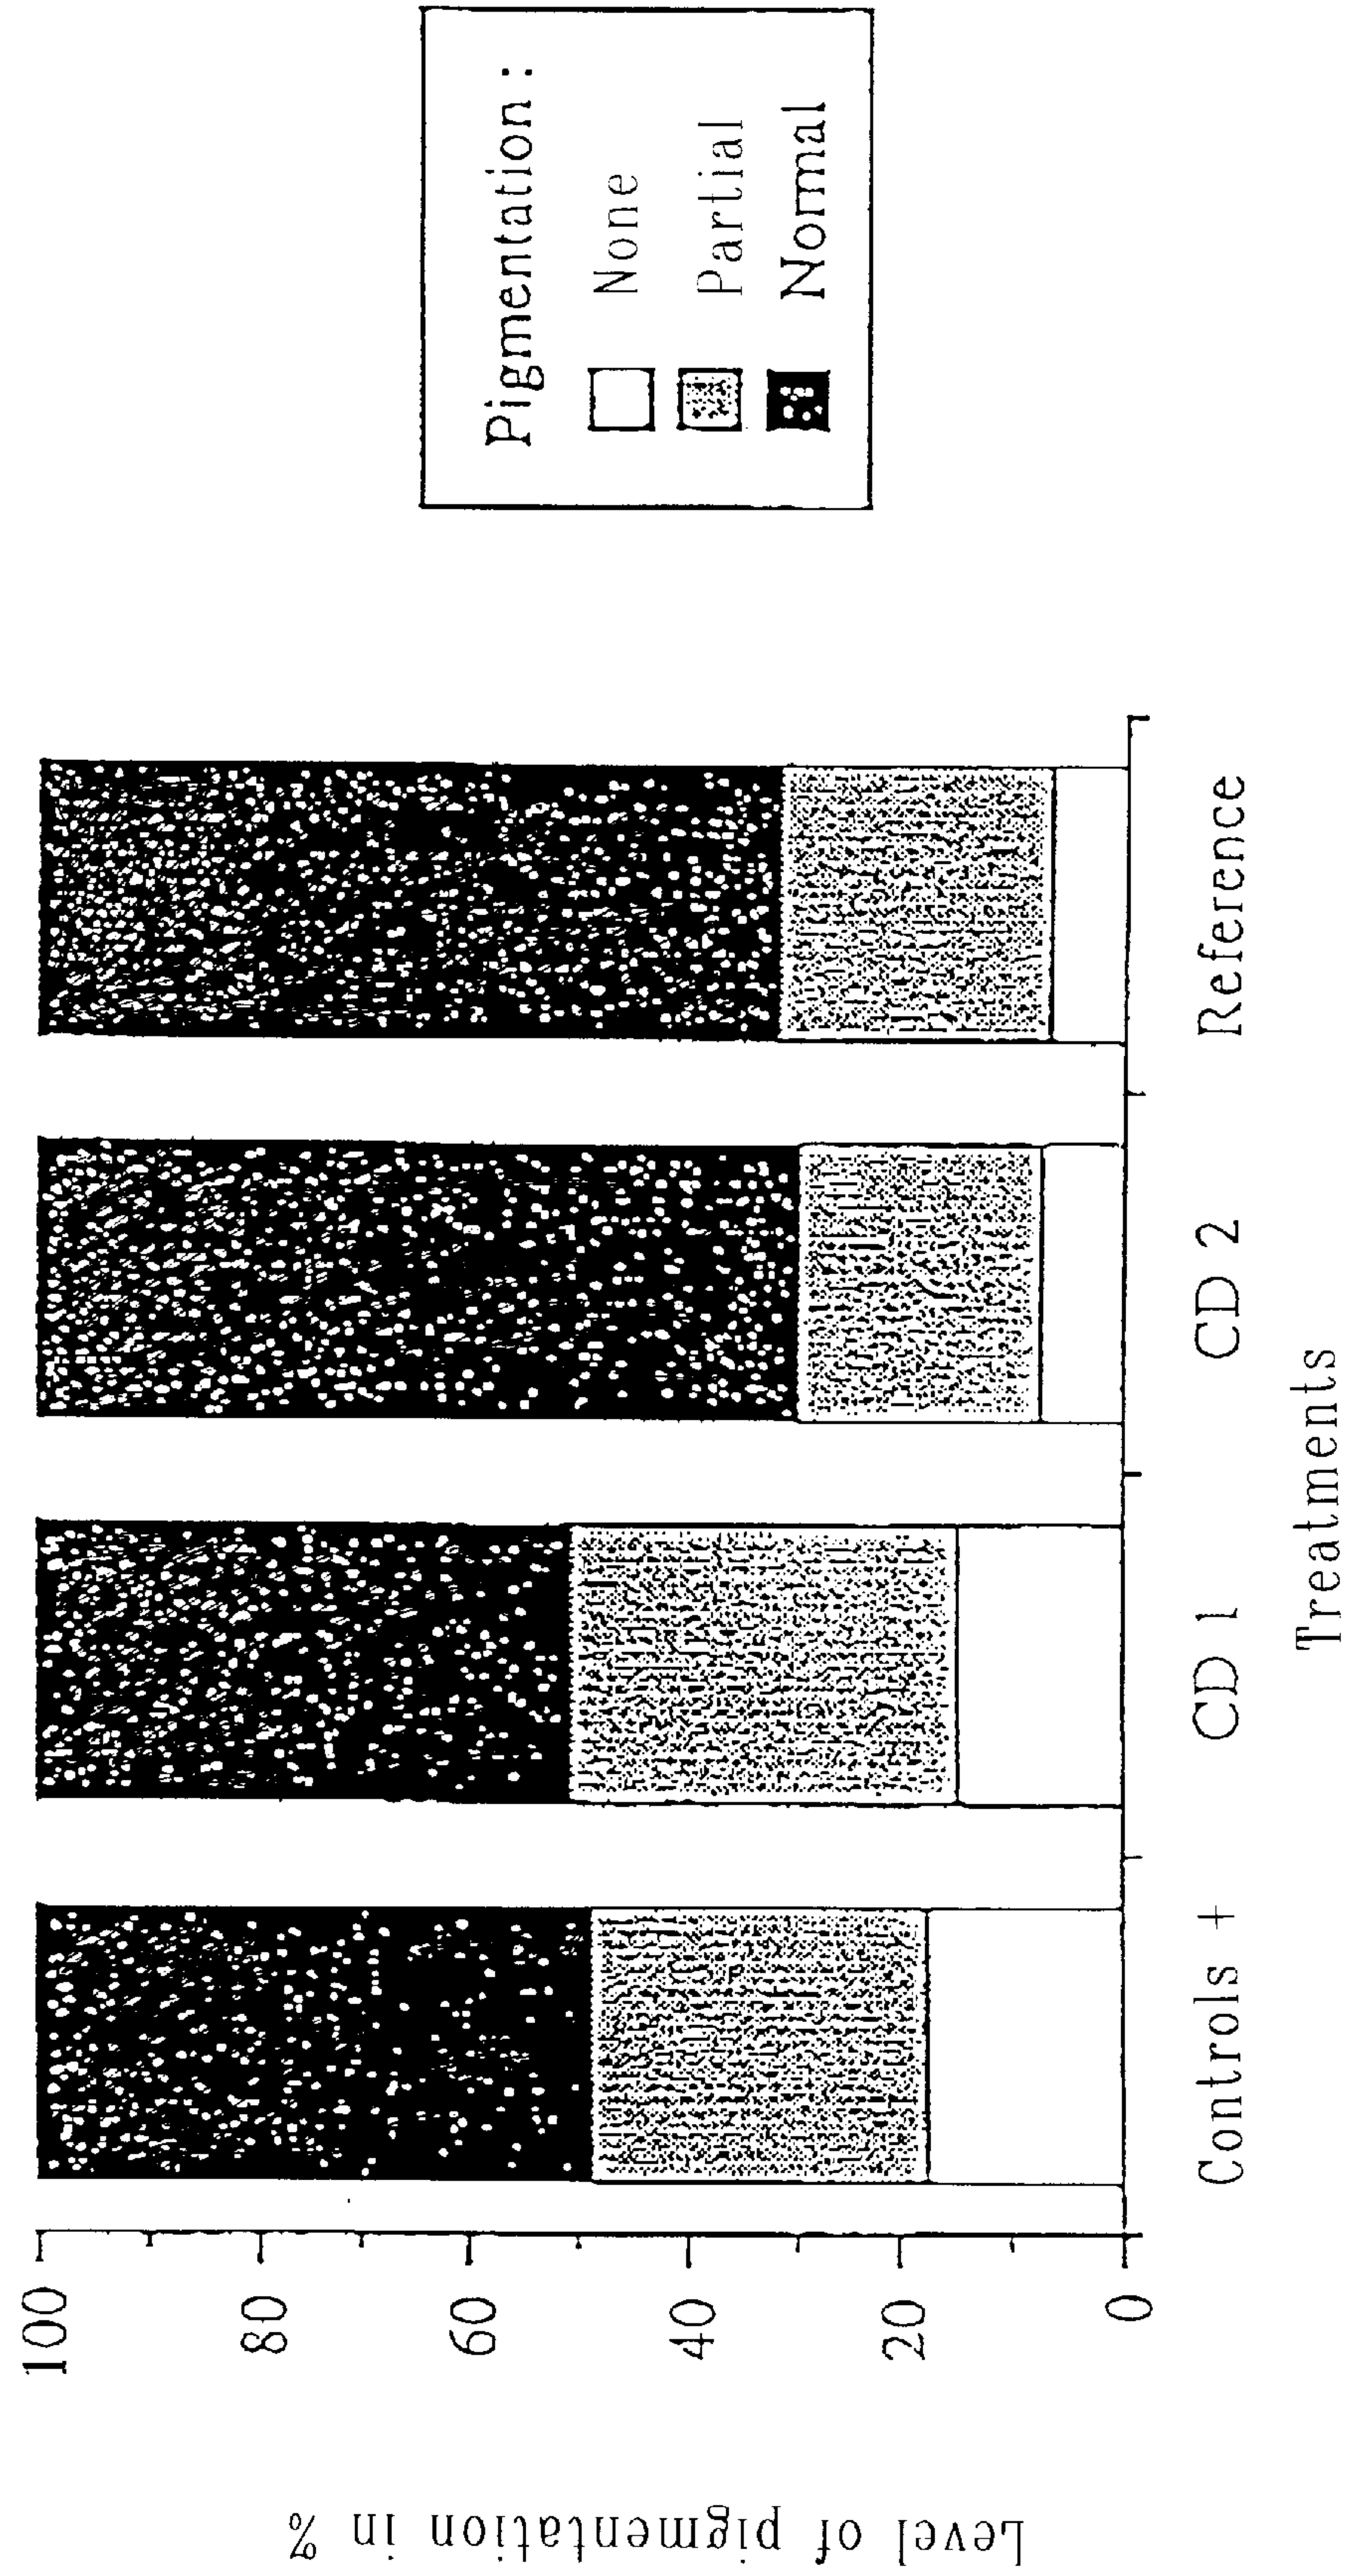 Pigmentation :
None
Partial
Normal
100
80
60
40
20
0
Level of pigmentation in %
Controls +
CD 1
CD 2
Reference
Treatments